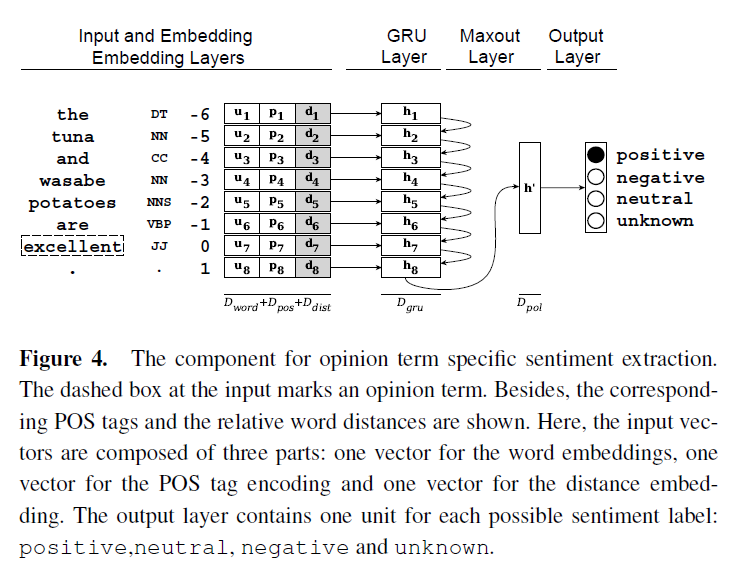 Input and Embedding
Embedding Layers
GRU
Layer
Maxout
Layer
Output
Layer
the DT -6 u1 p1 d1 h1
tuna NN -5 u2 p2 d2 h2
and CC -4 u3 p3 d3 h3
wasabe NN -3 u4 p4 d4 h4
potatoes NNS -2 u5 p5 d5 h5
are VBP -1 u6 p6 d6 h6
excellent JJ 0 u7 p7 d7 h7
. . 1 u8 p8 d8 h8
h'
positive
negative
neutral
unknown
Dword+Dpos+Ddist
Dgru
Dpol
Figure 4. The component for opinion term specific sentiment extraction.
The dashed box at the input marks an opinion term. Besides, the correspond-
ing POS tags and the relative word distances are shown. Here, the input vec-
tors are composed of three parts: one vector for the word embeddings, one
vector for the POS tag encoding and one vector for the distance embed-
ding. The output layer contains one unit for each possible sentiment label:
positive,neutral, negative and unknown.